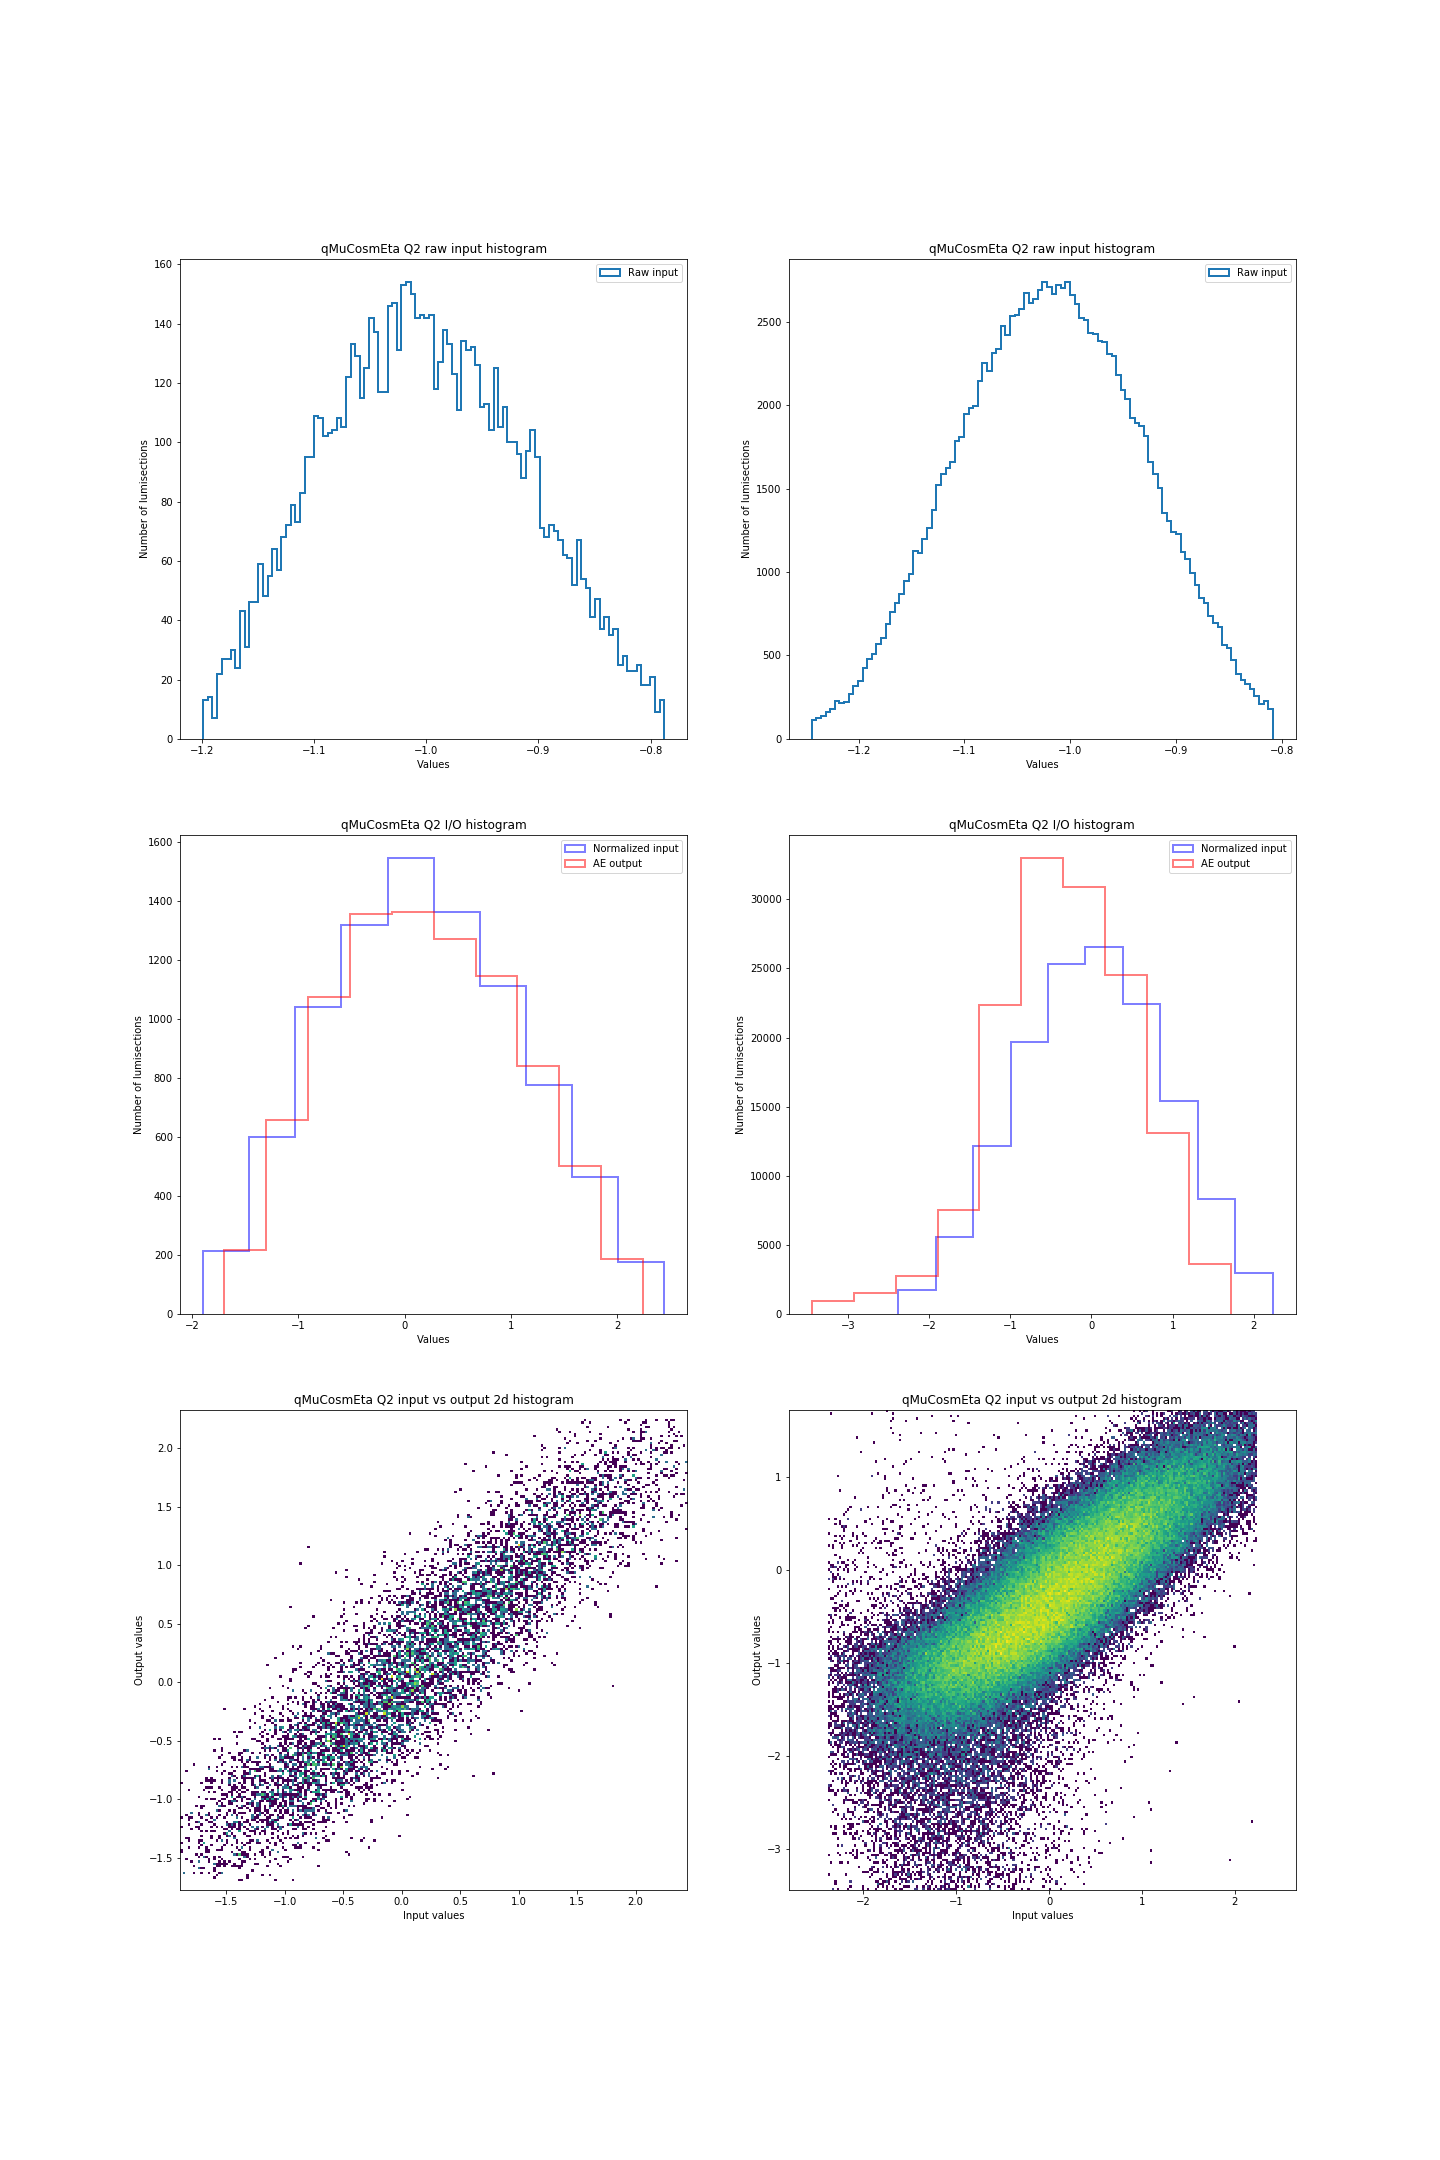 qMuCosmEta Q2 raw input histogram
Raw input
160
140
120
100
80
60
40
20
0
Number of lumisections
−1.2 −1.1 −1.0 −0.9 −0.8
Values
qMuCosmEta Q2 raw input histogram
Raw input
2500
2000
1500
1000
500
0
Number of lumisections
−1.2 −1.1 −1.0 −0.9 −0.8
Values
qMuCosmEta Q2 I/O histogram
Normalized input
AE output
1600
1400
1200
1000
800
600
400
200
0
Number of lumisections
−2 −1 0 1 2
Values
qMuCosmEta Q2 I/O histogram
Normalized input
AE output
30000
25000
20000
15000
10000
5000
0
Number of lumisections
−3 −2 −1 0 1 2
Values
qMuCosmEta Q2 input vs output 2d histogram
2.0
1.5
1.0
0.5
0.0
−0.5
−1.0
−1.5
Output values
−1.5 −1.0 −0.5 0.0 0.5 1.0 1.5 2.0
Input values
qMuCosmEta Q2 input vs output 2d histogram
1
0
−1
−2
−3
Output values
−2 −1 0 1 2
Input values